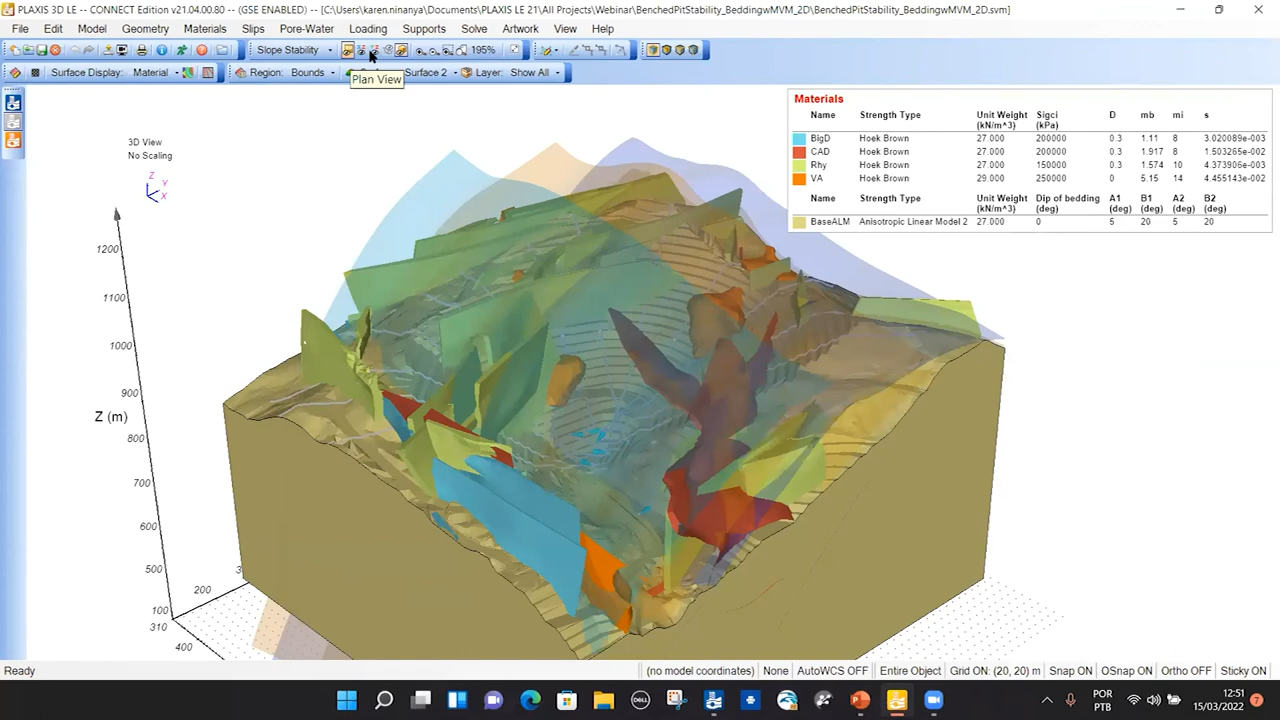 PLAXIS 3D LE -- CONNECT Edition v21.04.00.80 -- (GSE ENABLED) -- [C:\Users\karen.ninanya\Documents\PLAXIS LE 21\All Projects\Webinar\BenchedPitStability_BeddingwMVM_2D\BenchedPitStability_BeddingwMVM_2D.svm]
File Edit Model Geometry Materials Slips Pore-Water Loading Analysis Supports Solve Artwork View Help
Slope Stability 195%
Surface Display: Material Region: Bounds Surface 2 Layer: Show All
Plan View
Materials
Name Strength Type Unit Weight (kN/m^3) Sigci (kPa) D mb mi s
BigD Hoek Brown 27.000 200000 0.3 1.11 8 3.020089e-003
CAD Hoek Brown 27.000 200000 0.3 1.917 8 1.503265e-002
Rhy Hoek Brown 27.000 150000 0.3 1.574 10 4.373903e-003
VA Hoek Brown 29.000 250000 0 5.15 14 4.455143e-002
Name Strength Type Unit Weight (kN/m^3) Dip of bedding (deg) A1 (deg) B1 (deg) A2 (deg) B2 (deg)
BaseALM Anisotropic Linear Model 2 27.000 0 5 20 5 20
3D View
No Scaling
Z
Y
X
1200
1100
1000
900
Z (m)
800
700
600
500
100
310
200
3
400
Ready (no model coordinates) None AutoWCS OFF Entire Object Grid ON: (20, 20) m Snap ON OSnap ON Ortho OFF Sticky ON
DELL
POR
PTB
12:51
15/03/2022
7